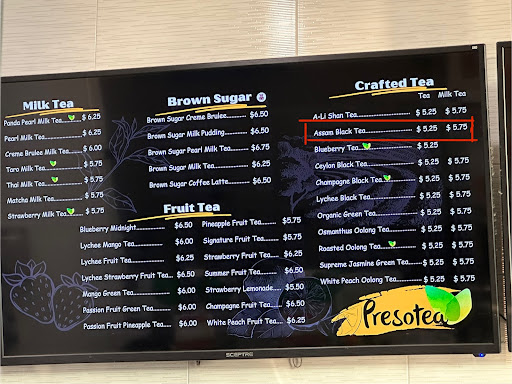 Milk Tea
Panda Pearl Milk Tea $ 6.25
Pearl Milk Tea $ 6.25
Creme Brulee Milk Tea $ 6.00
Taro Milk Tea $ 5.75
Thai Milk Tea $ 5.75
Matcha Milk Tea $ 5.75
Strawberry Milk Tea $ 5.75
Brown Sugar
Brown Sugar Creme Brulee $6.50
Brown Sugar Milk Pudding $6.50
Brown Sugar Pearl Milk Tea $6.75
Brown Sugar Milk Tea $6.25
Brown Sugar Coffee Latte $6.50
Fruit Tea
Blueberry Midnight $6.50
Lychee Mango Tea $6.00
Lychee Fruit Tea $6.25
Lychee Strawberry Fruit Tea $6.50
Mango Green Tea $6.00
Passion Fruit Green Tea $6.00
Passion Fruit Pineapple Tea $6.00
Pineapple Fruit Tea $5.75
Signature Fruit Tea $5.75
Strawberry Fruit Tea $6.75
Summer Fruit Tea $6.50
Strawberry Lemonade $5.50
Champagne Fruit Tea $6.50
White Peach Fruit Tea $6.25
Crafted Tea
Tea Milk Tea
A-Li Shan Tea $ 5.25 $ 5.75
Assam Black Tea $ 5.25 $ 5.75
Blueberry Tea $ 5.25
Ceylon Black Tea $ 5.25 $ 5.75
Champagne Black Tea $ 5.25 $ 5.75
Lychee Black Tea $ 5.25 $ 5.75
Organic Green Tea $ 5.25 $ 5.75
Osmanthus Oolong Tea $ 5.25 $ 5.75
Roasted Oolong Tea $ 5.25 $ 5.75
Supreme Jasmine Green Tea $ 5.25 $ 5.75
White Peach Oolong Tea $ 5.25 $ 5.75
Presotea
SCEPTRE